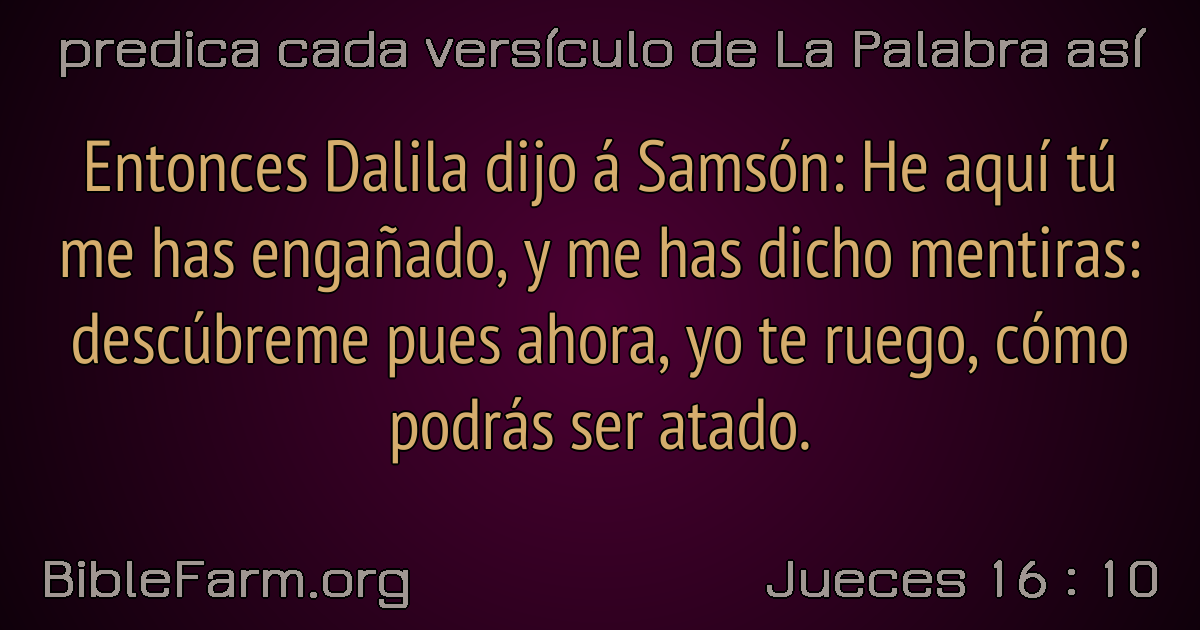 predica cada versículo de La Palabra así
Entonces Dalila dijo á Samsón: He aquí tú
me has engañado, y me has dicho mentiras:
descúbreme pues ahora, yo te ruego, cómo
podrás ser atado.
BibleFarm.org
Jueces 16 : 10